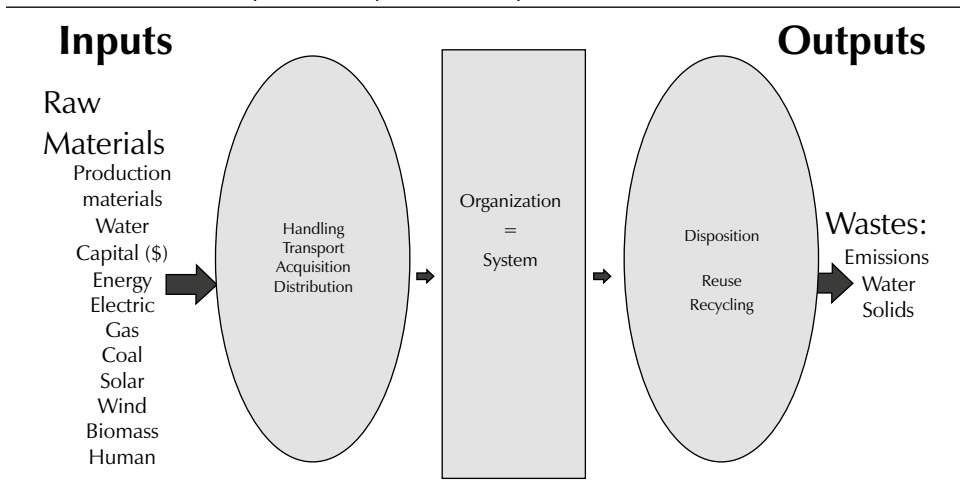 Inputs
Outputs
Raw
Materials
Production
materials
Water
Capital ($)
Energy
Electric
Gas
Coal
Solar
Wind
Biomass
Human
Handling
Transport
Acquisition
Distribution
Organization
=
System
Disposition
Reuse
Recycling
Wastes:
Emissions
Water
Solids